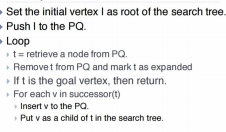 Set the initial vertex I as root of the search tree.
Push I to the PQ.
Loop
t = retrieve a node from PQ.
Remove t from PQ and mark t as expanded
If t is the goal vertex, then return.
For each v in successor(t)
Insert v to the PQ.
Put v as a child of t in the search tree.